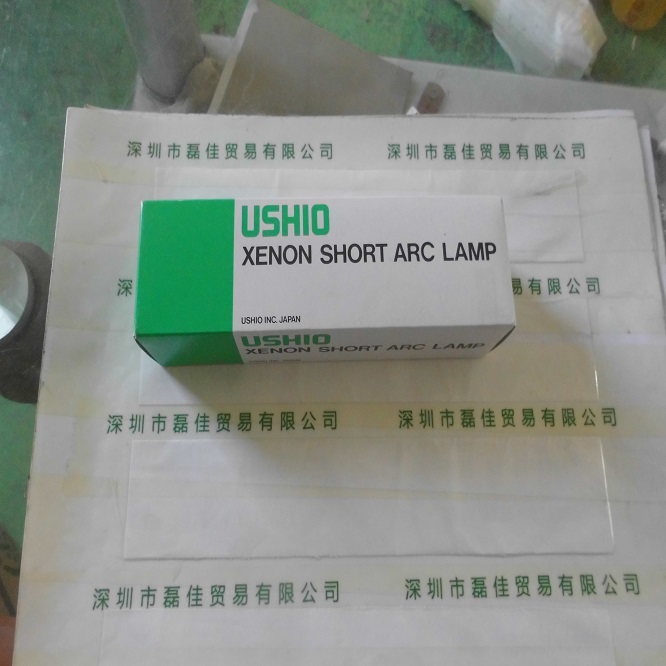 深圳市磊佳贸易有限公司 深圳市磊佳贸易有限公司
USHIO
XENON SHORT ARC LAMP
深
易有限公司
USHIO INC. JAPAN
USHIO
XENON SHORT ARC LAMP
深圳市磊佳贸易有限公司 深圳市磊佳贸易有限公司
深圳市磊佳贸易有限公司 深圳市磊佳贸易有限公司